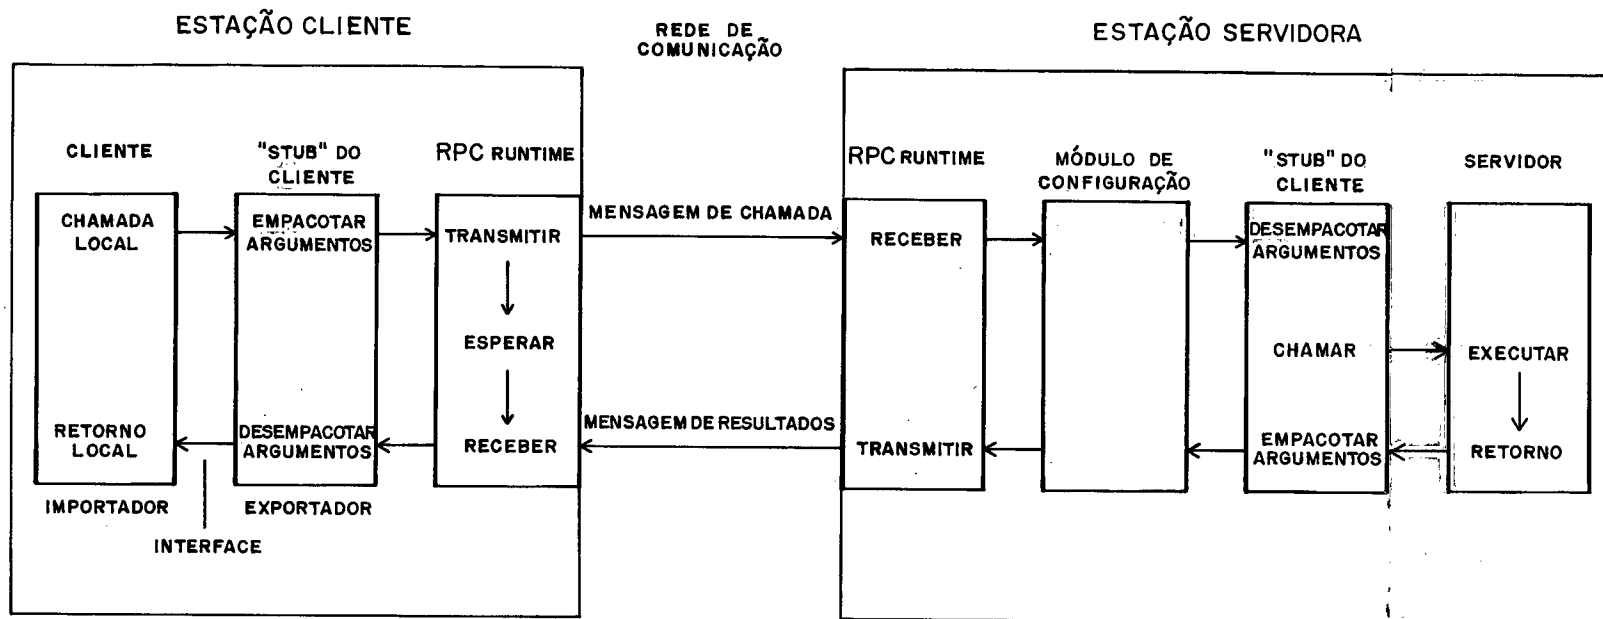 ESTAÇÃO CLIENTE
REDE DE
COMUNICAÇÃO
ESTAÇÃO SERVIDORA
CLIENTE
"STUB" DO
CLIENTE
RPC RUNTIME
RPC RUNTIME
MÓDULO DE
CONFIGURAÇÃO
"STUB" DO
CLIENTE
SERVIDOR
CHAMADA
LOCAL
EMPACOTAR
ARGUMENTOS
TRANSMITIR
MENSAGEM DE CHAMADA
RECEBER
DESEMPACOTAR
ARGUMENTOS
ESPERAR
CHAMAR
EXECUTAR
RETORNO
LOCAL
DESEMPACOTAR
ARGUMENTOS
RECEBER
MENSAGEM DE RESULTADOS
TRANSMITIR
EMPACOTAR
ARGUMENTOS
RETORNO
IMPORTADOR
EXPORTADOR
INTERFACE